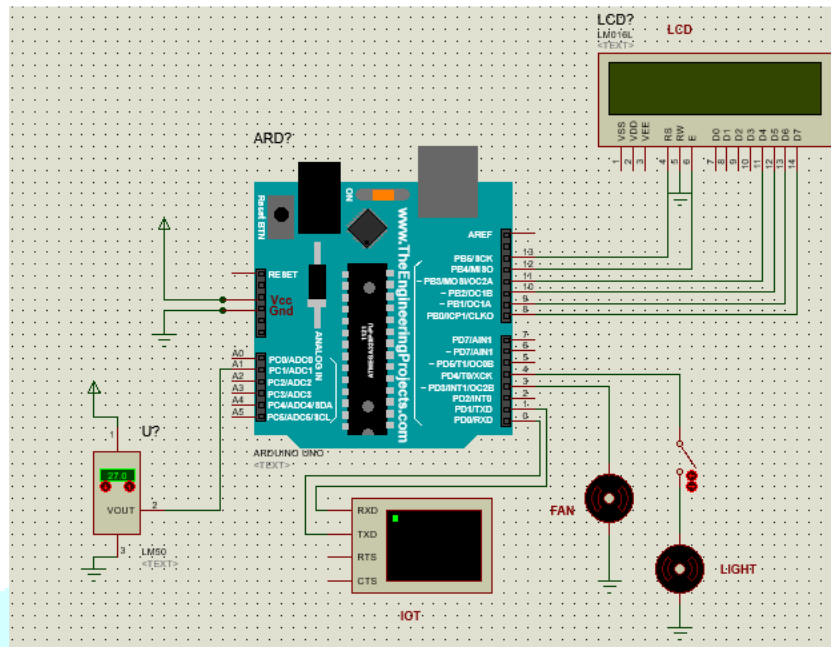 LCD?
LCD
LM016L
<TEXT>
VSS VDD VEE RS RW E D0 D1 D2 D3 D4 D5 D6 D7
1 2 3 4 5 6 7 8 9 10 11 12 13 14
ARD?
Reset BTN
ON
www.TheEngineeringProjects.com
AREF
RESET
PB5/SCK 13
PB4/MISO 12
~PB3/MOSI/OC2A 11
~PB2/OC1B 10
~PB1/OC1A 9
PB0/ICP1/CLKO 8
Vcc
Gnd
ANALOG IN
1121
A0 PC0/ADC0
A1 PC1/ADC1
A2 PC2/ADC2
A3 PC3/ADC3
A4 PC4/ADC4/SDA
A5 PC5/ADC5/SCL
PD7/AIN1 7
~PD7/AIN1 6
~PD5/T1/OC0B 5
PD4/T0/XCK 4
~PD3/INT1/OC2B 3
PD2/INT0 2
PD1/TXD 1
PD0/RXD 0
ARDUINO UNO
<TEXT>
U?
1
27.0
VOUT 2
3
LM50
<TEXT>
RXD
TXD
RTS
CTS
IOT
FAN
LIGHT